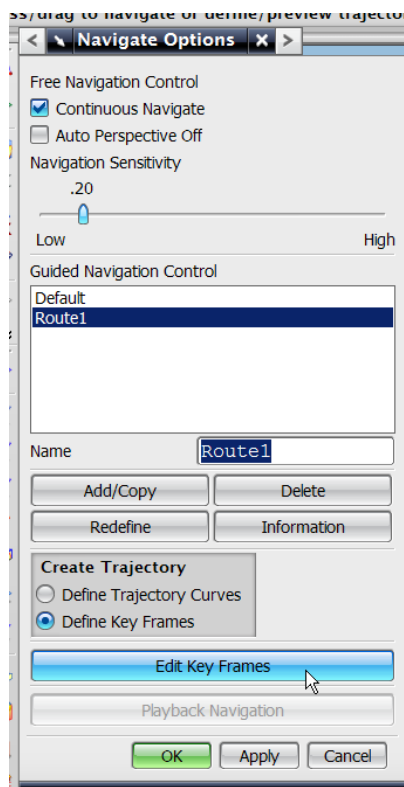 ss/drag to navigate or define/preview trajecto
Navigate Options
Free Navigation Control
Continuous Navigate
Auto Perspective Off
Navigation Sensitivity
.20
Low High
Guided Navigation Control
Default
Route1
Name Route1
Add/Copy Delete
Redefine Information
Create Trajectory
Define Trajectory Curves
Define Key Frames
Edit Key Frames
Playback Navigation
OK Apply Cancel